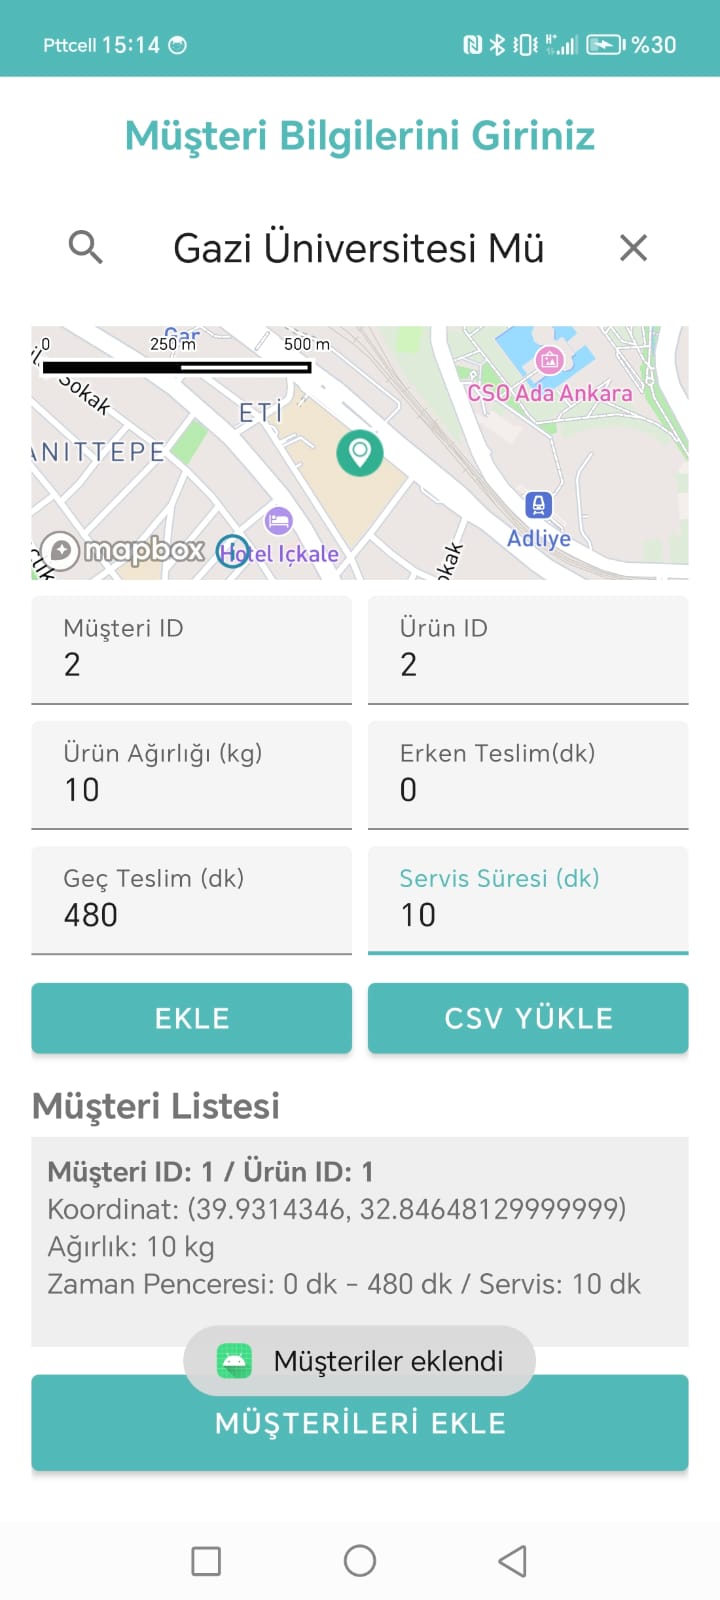 Pttcell 15:14 %30
Müşteri Bilgilerini Giriniz
Gazi Üniversitesi Mü
0 250 m 500 m
Gar
Sokak
ETİ
CSO Ada Ankara
ANITTEPE
Adliye
mapbox
Hotel İçkale
okak
Müşteri ID
2
Ürün ID
2
Ürün Ağırlığı (kg)
10
Erken Teslim(dk)
0
Geç Teslim (dk)
480
Servis Süresi (dk)
10
EKLE
CSV YÜKLE
Müşteri Listesi
Müşteri ID: 1 / Ürün ID: 1
Koordinat: (39.9314346, 32.84648129999999)
Ağırlık: 10 kg
Zaman Penceresi: 0 dk - 480 dk / Servis: 10 dk
Müşteriler eklendi
MÜŞTERİLERİ EKLE